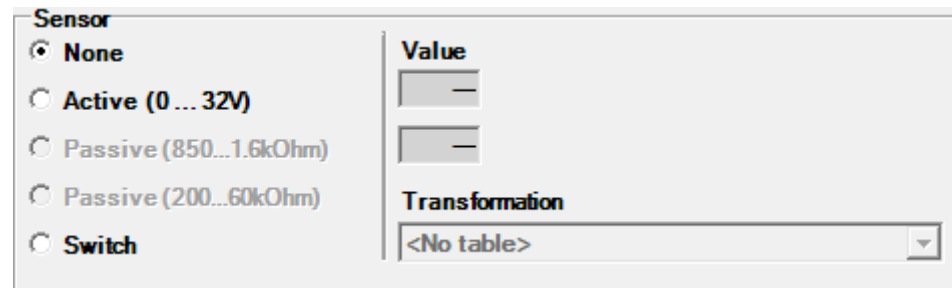 Sensor
None
Active (0 ... 32V)
Passive (850...1.6kOhm)
Passive (200...60kOhm)
Switch
Value
—
—
Transformation
<No table>